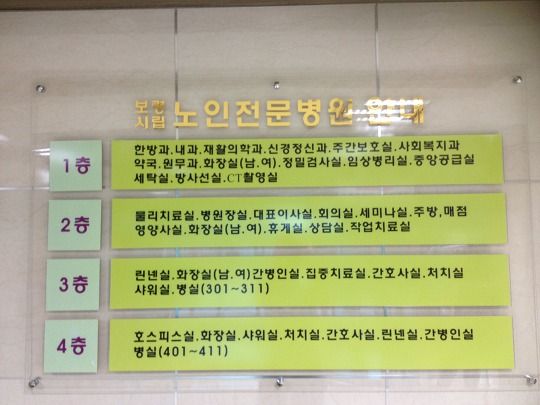 보령
시립 노인전문병원 안내
1층
한방과.내과.재활의학과.신경정신과.주간보호실.사회복지과
약국.원무과.화장실(남.여).정밀검사실.임상병리실.중앙공급실
세탁실.방사선실.CT촬영실
2층
물리치료실.병원장실.대표이사실.회의실.세미나실.주방.매점
영양사실.화장실(남.여).휴게실.상담실.작업치료실
3층
린넨실.화장실(남.여)간병인실.집중치료실.간호사실.처치실
샤워실.병실(301~311)
4층
호스피스실.화장실.샤워실.처치실.간호사실.린넨실.간병인실
병실(401~411)